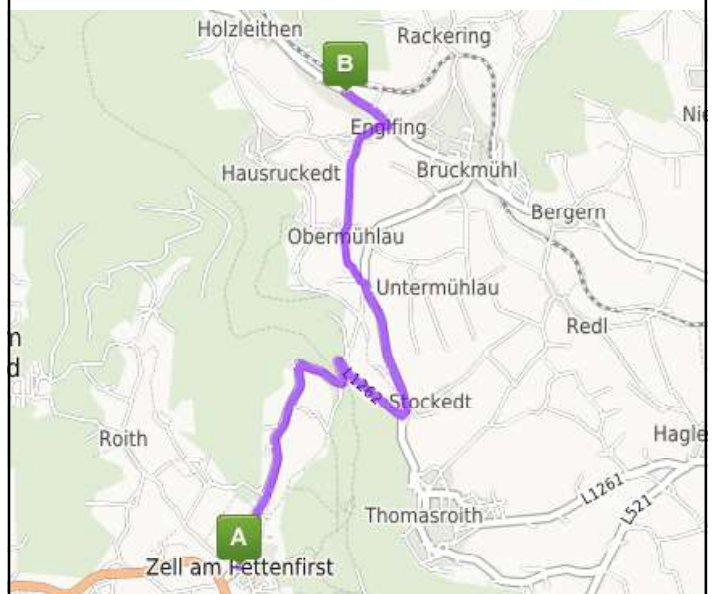 Holzleithen
Rackering
B
Englfing
Nie
Hausruckedt
Bruckmühl
Bergern
Obermühlau
Untermühlau
Redl
m
d
L1262
Stockedt
Roith
Hagle
L1261
L521
Thomasroith
A
Zell am Pettenfirst